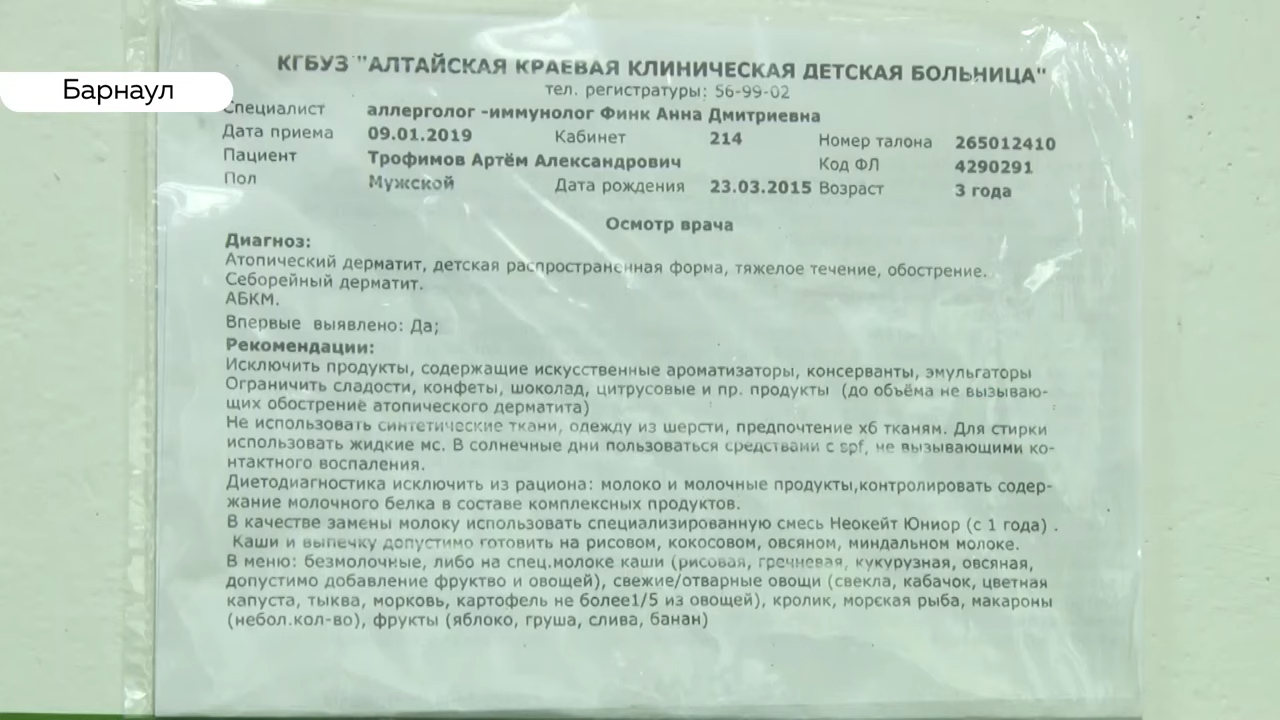 Барнаул
КГБУЗ "АЛТАЙСКАЯ КРАЕВАЯ КЛИНИЧЕСКАЯ ДЕТСКАЯ БОЛЬНИЦА"
тел. регистратуры: 56-99-02
Специалист аллерголог -иммунолог Финк Анна Дмитриевна
Дата приема 09.01.2019 Кабинет 214 Номер талона 265012410
Пациент Трофимов Артём Александрович Код ФЛ 4290291
Пол Мужской Дата рождения 23.03.2015 Возраст 3 года
Осмотр врача
Диагноз:
Атопический дерматит, детская распространенная форма, тяжелое течение, обострение.
Себорейный дерматит.
АБКМ.
Впервые выявлено: Да;
Рекомендации:
Исключить продукты, содержащие искусственные ароматизаторы, консерванты, эмульгаторы
Ограничить сладости, конфеты, шоколад, цитрусовые и пр. продукты (до объёма не вызываю-
щих обострение атопического дерматита)
Не использовать синтетические ткани, одежду из шерсти, предпочтение хб тканям. Для стирки
использовать жидкие мс. В солнечные дни пользоваться средствами с spf, не вызывающими ко-
нтактного воспаления.
Диетодиагностика исключить из рациона: молоко и молочные продукты,контролировать содер-
жание молочного белка в составе комплексных продуктов.
В качестве замены молоку использовать специализированную смесь Неокейт Юниор (с 1 года) .
Каши и выпечку допустимо готовить на рисовом, кокосовом, овсяном, миндальном молоке.
В меню: безмолочные, либо на спец.молоке каши (рисовая, гречневая, кукурузная, овсяная,
допустимо добавление фруктво и овощей), свежие/отварные овощи (свекла, кабачок, цветная
капуста, тыква, морковь, картофель не более1/5 из овощей), кролик, морская рыба, макароны
(небол.кол-во), фрукты (яблоко, груша, слива, банан)